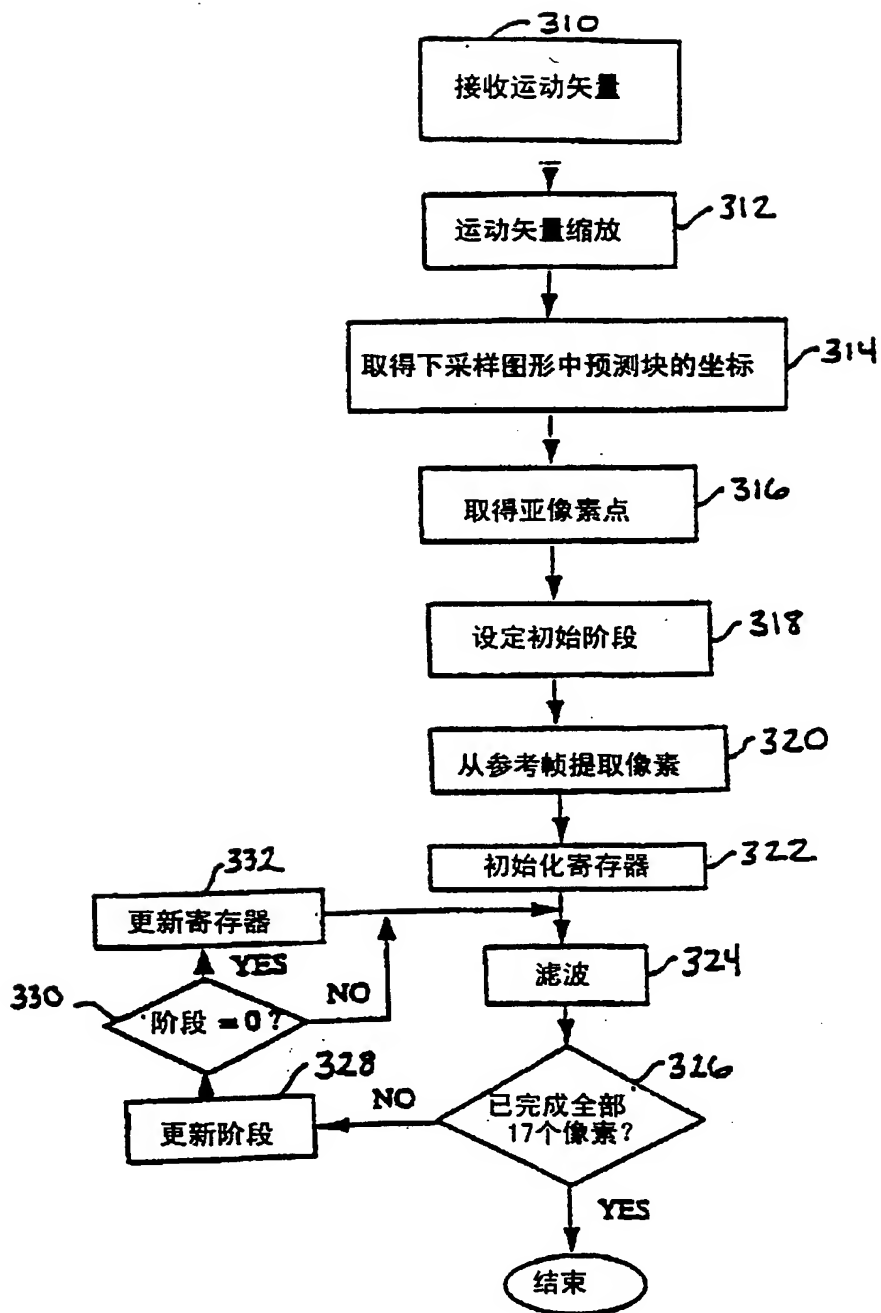 310
接收运动矢量
312
运动矢量缩放
314
取得下采样图形中预测块的坐标
316
取得亚像素点
318
设定初始阶段
320
从参考帧提取像素
322
初始化寄存器
332
更新寄存器
324
滤波
YES
NO
330
阶段 = 0?
328
326
NO
已完成全部
17个像素?
更新阶段
YES
结束